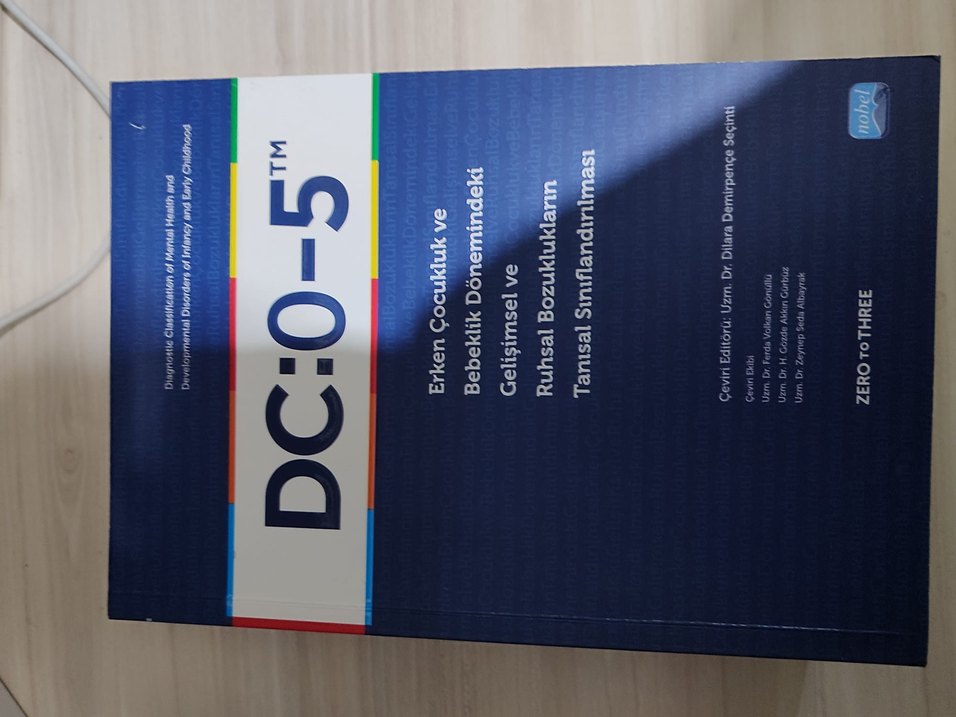 Diagnostic Classification of Mental Health and
Developmental Disorders of Infancy and Early Childhood
DC:0–5™
Erken Çocukluk ve
Bebeklik Dönemindeki
Gelişimsel ve
Ruhsal Bozuklukların
Tanısal Sınıflandırılması
Çeviri Editörü: Uzm. Dr. Dilara Demirpençe Seçinti
Çeviri Ekibi
Uzm. Dr. Ferda Volkan Gönüllü
Uzm. Dr. H. Gözde Akkın Gürbüz
Uzm. Dr. Zeynep Seda Albayrak
ZERO TO THREE
nobel